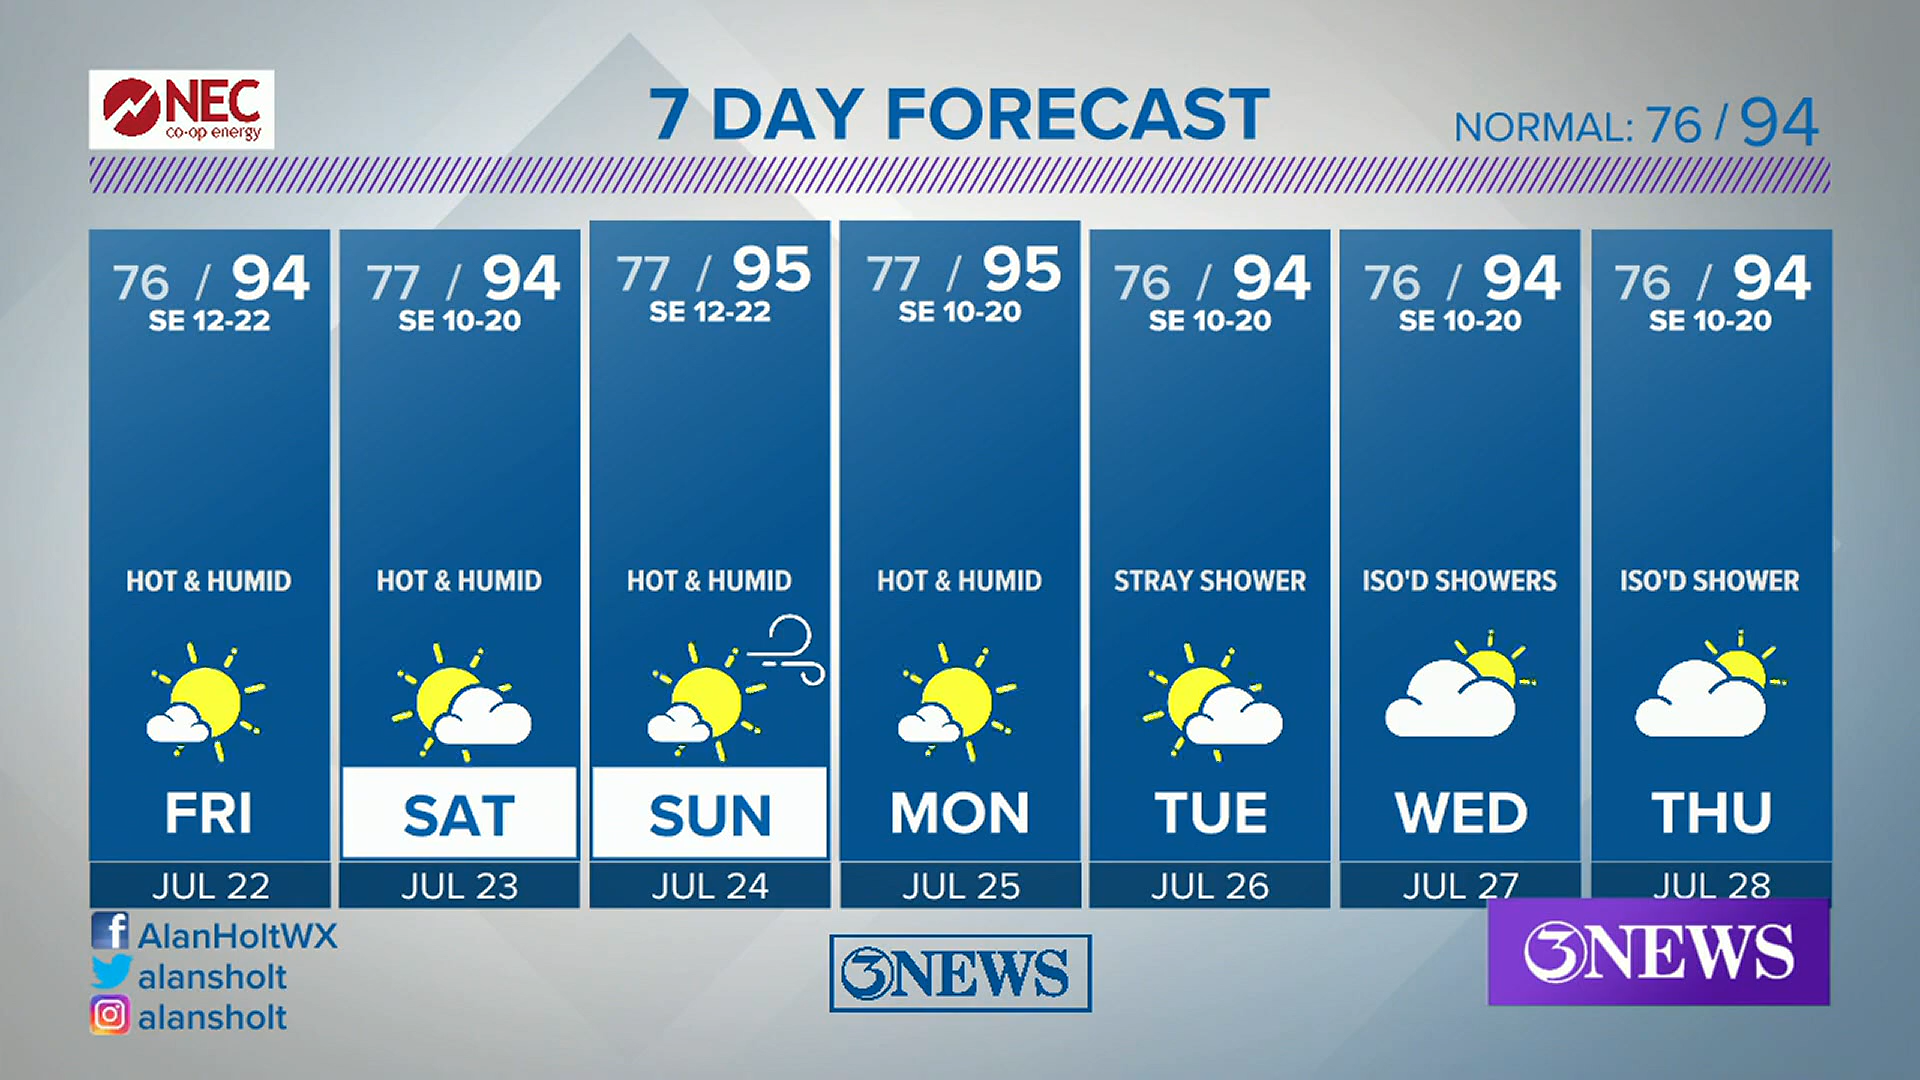 NEC
co-op energy
7 DAY FORECAST
NORMAL: 76 / 94
76 / 94
SE 12-22
HOT & HUMID
FRI
JUL 22
77 / 94
SE 10-20
HOT & HUMID
SAT
JUL 23
77 / 95
SE 12-22
HOT & HUMID
SUN
JUL 24
77 / 95
SE 10-20
HOT & HUMID
MON
JUL 25
76 / 94
SE 10-20
STRAY SHOWER
TUE
JUL 26
76 / 94
SE 10-20
ISO'D SHOWERS
WED
JUL 27
76 / 94
SE 10-20
ISO'D SHOWER
THU
JUL 28
AlanHoltWX
alansholt
alansholt
3NEWS
3NEWS